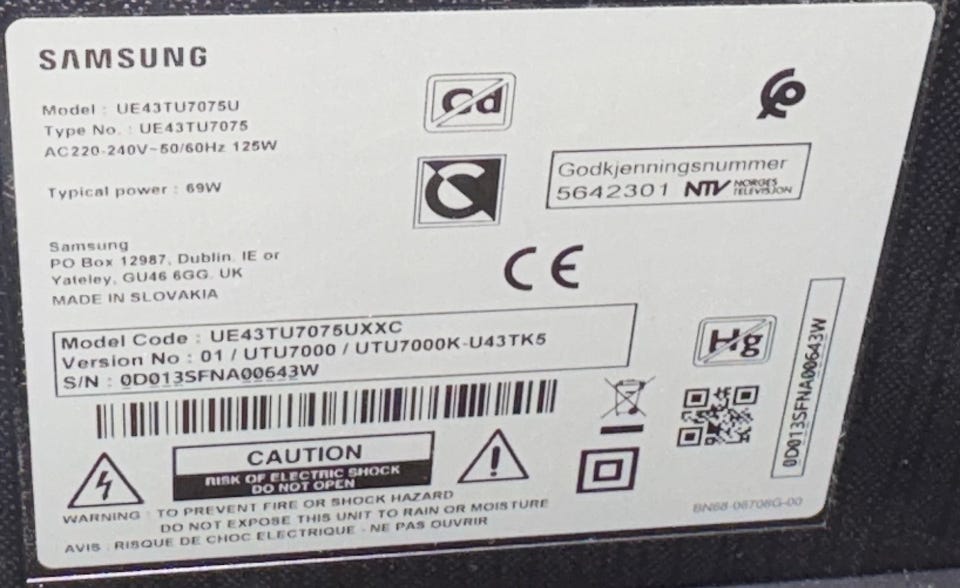 SAMSUNG
Model : UE43TU7075U
Type No. : UE43TU7075
AC220-240V~50/60Hz 125W
Typical power : 69W
Samsung
PO Box 12987, Dublin. IE or
Yateley, GU46 6GG. UK
MADE IN SLOVAKIA
Cd
Godkjenningsnummer
5642301 NTV NORGES TELEVISJON
CE
Model Code : UE43TU7075UXXC
Version No : 01 / UTU7000 / UTU7000K-U43TK5
S/N : 0D013SFNA00643W
Hg
0D013SFNA00643W
CAUTION
RISK OF ELECTRIC SHOCK
DO NOT OPEN
WARNING : TO PREVENT FIRE OR SHOCK HAZARD
DO NOT EXPOSE THIS UNIT TO RAIN OR MOISTURE
AVIS : RISQUE DE CHOC ELECTRIQUE - NE PAS OUVRIR
BN68-06706G-00